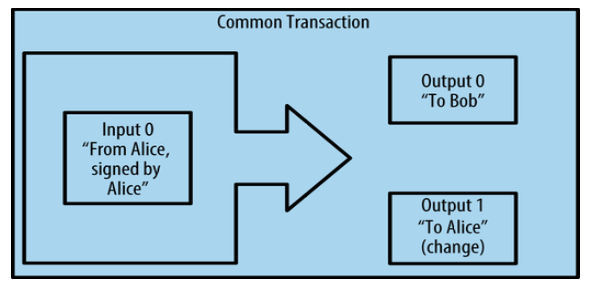 Common Transaction
Input 0
“From Alice,
signed by
Alice”
Output 0
“To Bob”
Output 1
“To Alice”
(change)